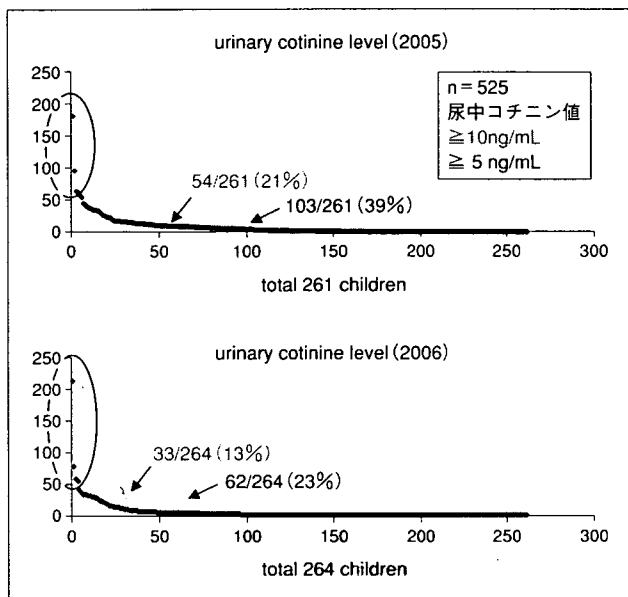 urinary cotinine level (2005)
250
200
150
100
50
0
n = 525
尿中コチニン値
≧10ng/mL
≧ 5 ng/mL
54/261 (21%)
103/261 (39%)
0 50 100 150 200 250 300
total 261 children
urinary cotinine level (2006)
250
200
150
100
50
0
33/264 (13%)
62/264 (23%)
0 50 100 150 200 250 300
total 264 children